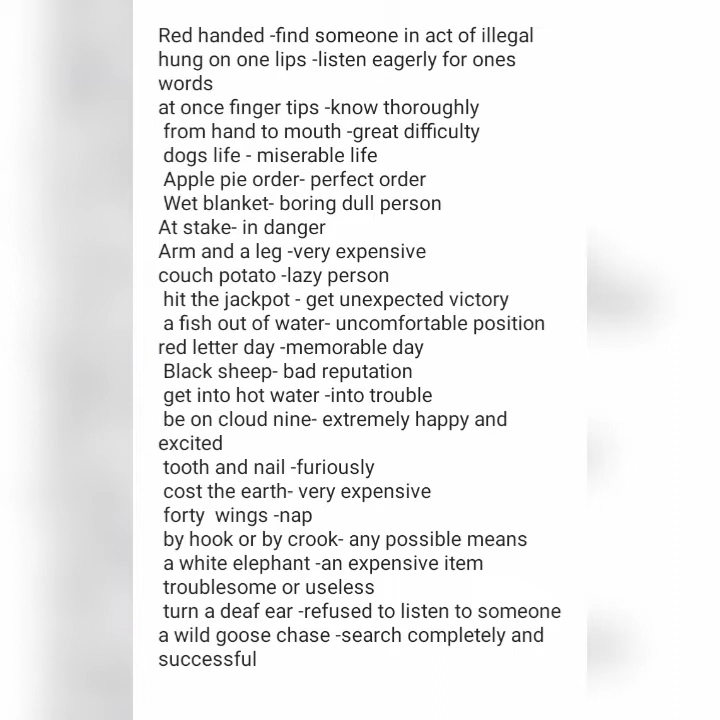 Red handed -find someone in act of illegal
hung on one lips -listen eagerly for ones
words
at once finger tips -know thoroughly
from hand to mouth -great difficulty
dogs life - miserable life
Apple pie order- perfect order
Wet blanket- boring dull person
At stake- in danger
Arm and a leg -very expensive
couch potato -lazy person
hit the jackpot - get unexpected victory
a fish out of water- uncomfortable position
red letter day -memorable day
Black sheep- bad reputation
get into hot water -into trouble
be on cloud nine- extremely happy and
excited
tooth and nail -furiously
cost the earth- very expensive
forty  wings -nap
by hook or by crook- any possible means
a white elephant -an expensive item
troublesome or useless
turn a deaf ear -refused to listen to someone
a wild goose chase -search completely and
successful